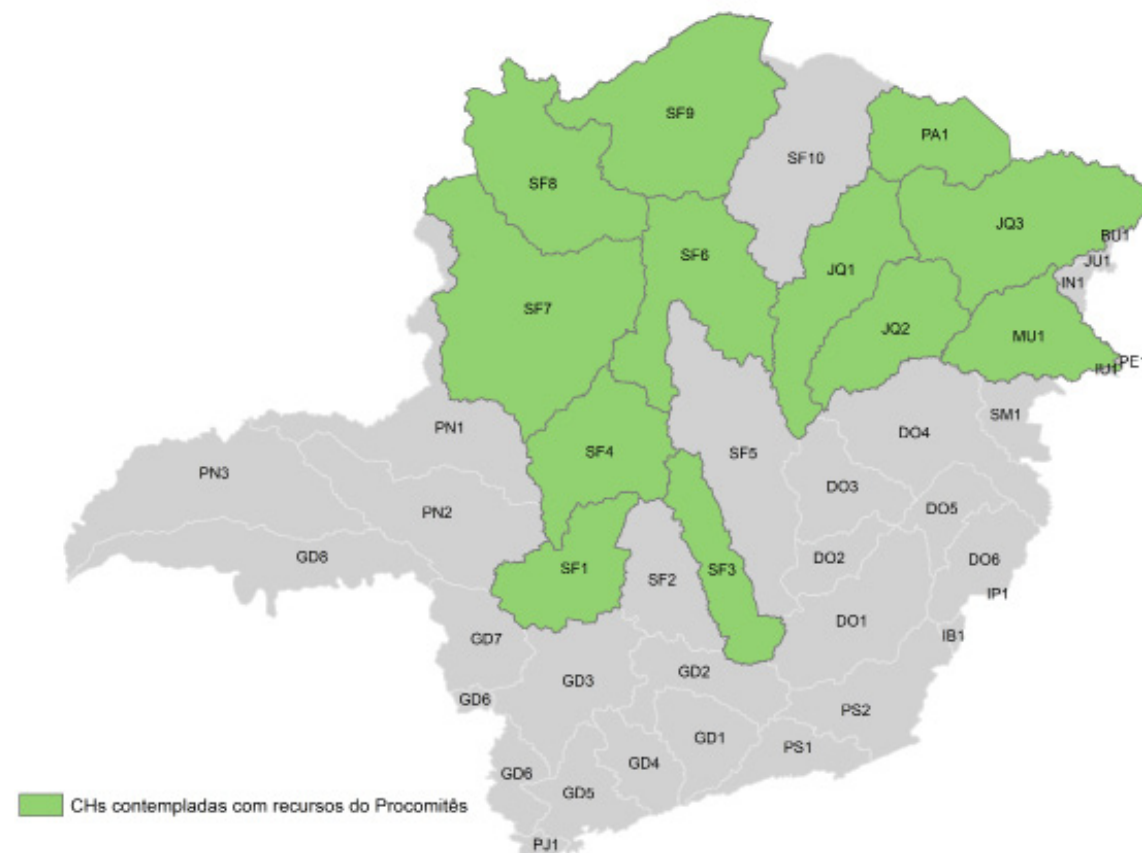 SF9
PA1
SF10
SF8
JQ3
BU1
SF6
JU1
JQ1
IN1
SF7
JQ2
MU1
PE1
IU1
SM1
PN1
DO4
SF4
SF5
PN3
DO3
PN2
DO5
GD8
DO2
DO6
SF1
SF3
SF2
IP1
DO1
IB1
GD7
GD2
GD3
GD6
PS2
GD1
PS1
GD4
GD6
GD5
CHs contempladas com recursos do Procomitês
PJ1